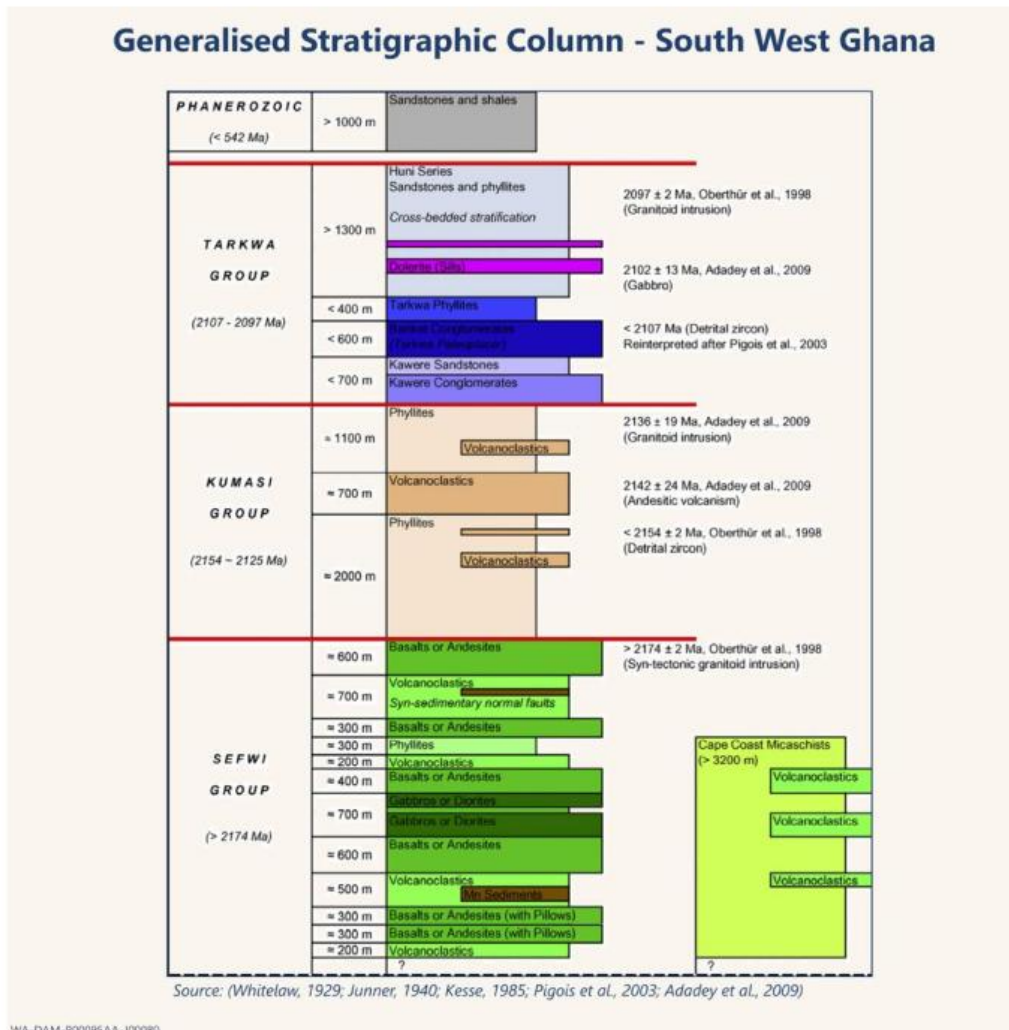 Generalised Stratigraphic Column - South West Ghana
PHANEROZOIC
(< 542 Ma)
> 1000 m
Sandstones and shales
TARKWA
GROUP
(2107 - 2097 Ma)
> 1300 m
Huni Series
Sandstones and phyllites
Cross-bedded stratification
Dolerite (Sills)
2097 ± 2 Ma, Oberthür et al., 1998
(Granitoid intrusion)
2102 ± 13 Ma, Adadey et al., 2009
(Gabbro)
< 400 m
Tarkwa Phyllites
< 600 m
Banket Conglomerates
(Tarkwa Paleoplacer)
< 2107 Ma (Detrital zircon)
Reinterpreted after Pigois et al., 2003
< 700 m
Kawere Sandstones
Kawere Conglomerates
KUMASI
GROUP
(2154 ~ 2125 Ma)
≈ 1100 m
Phyllites
Volcanoclastics
2136 ± 19 Ma, Adadey et al., 2009
(Granitoid intrusion)
≈ 700 m
Volcanoclastics
2142 ± 24 Ma, Adadey et al., 2009
(Andesitic volcanism)
≈ 2000 m
Phyllites
Volcanoclastics
< 2154 ± 2 Ma, Oberthür et al., 1998
(Detrital zircon)
SEFWI
GROUP
(> 2174 Ma)
≈ 600 m
Basalts or Andesites
> 2174 ± 2 Ma, Oberthür et al., 1998
(Syn-tectonic granitoid intrusion)
≈ 700 m
Volcanoclastics
Syn-sedimentary normal faults
≈ 300 m
Basalts or Andesites
≈ 300 m
Phyllites
≈ 200 m
Volcanoclastics
≈ 400 m
Basalts or Andesites
≈ 700 m
Gabbros or Diorites
Gabbros or Diorites
≈ 600 m
Basalts or Andesites
≈ 500 m
Volcanoclastics
Mn Sediments
≈ 300 m
Basalts or Andesites (with Pillows)
≈ 300 m
Basalts or Andesites (with Pillows)
≈ 200 m
Volcanoclastics
?
Cape Coast Micaschists
(> 3200 m)
Volcanoclastics
Volcanoclastics
Volcanoclastics
?
Source: (Whitelaw, 1929; Junner, 1940; Kesse, 1985; Pigois et al., 2003; Adadey et al., 2009)